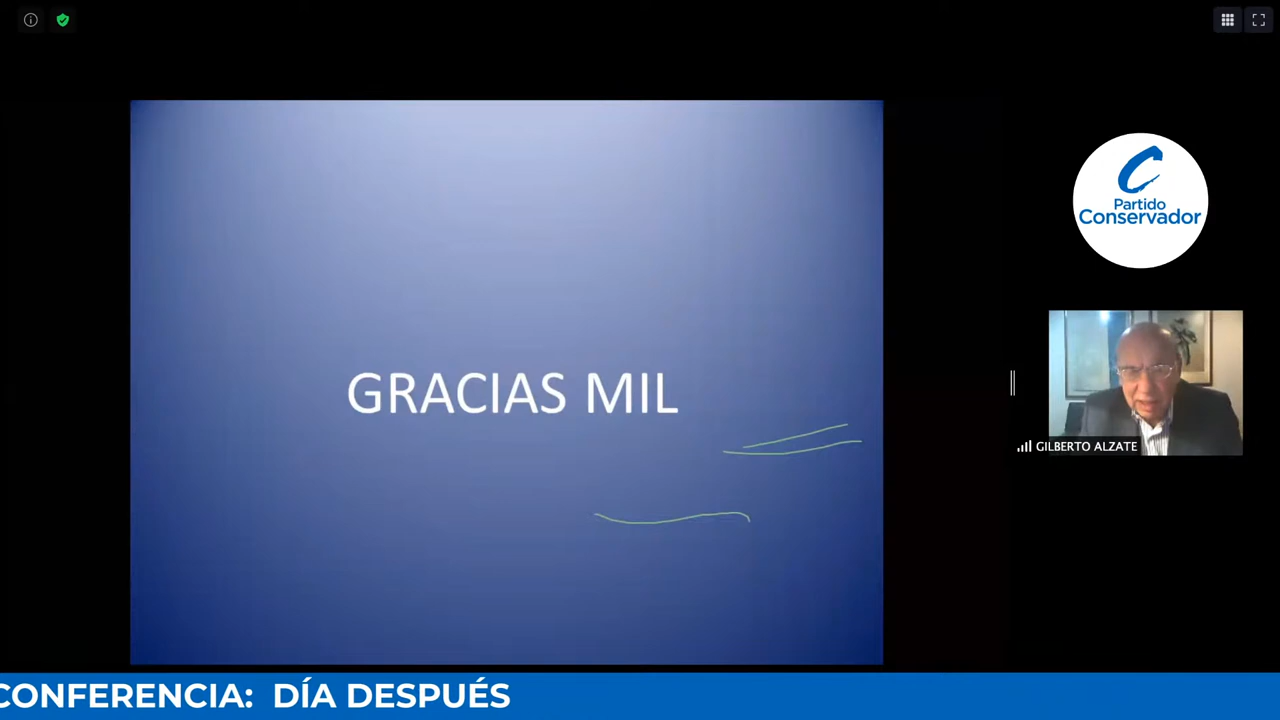 Partido
Conservador
GRACIAS MIL
GILBERTO ALZATE
CONFERENCIA: DÍA DESPUÉS